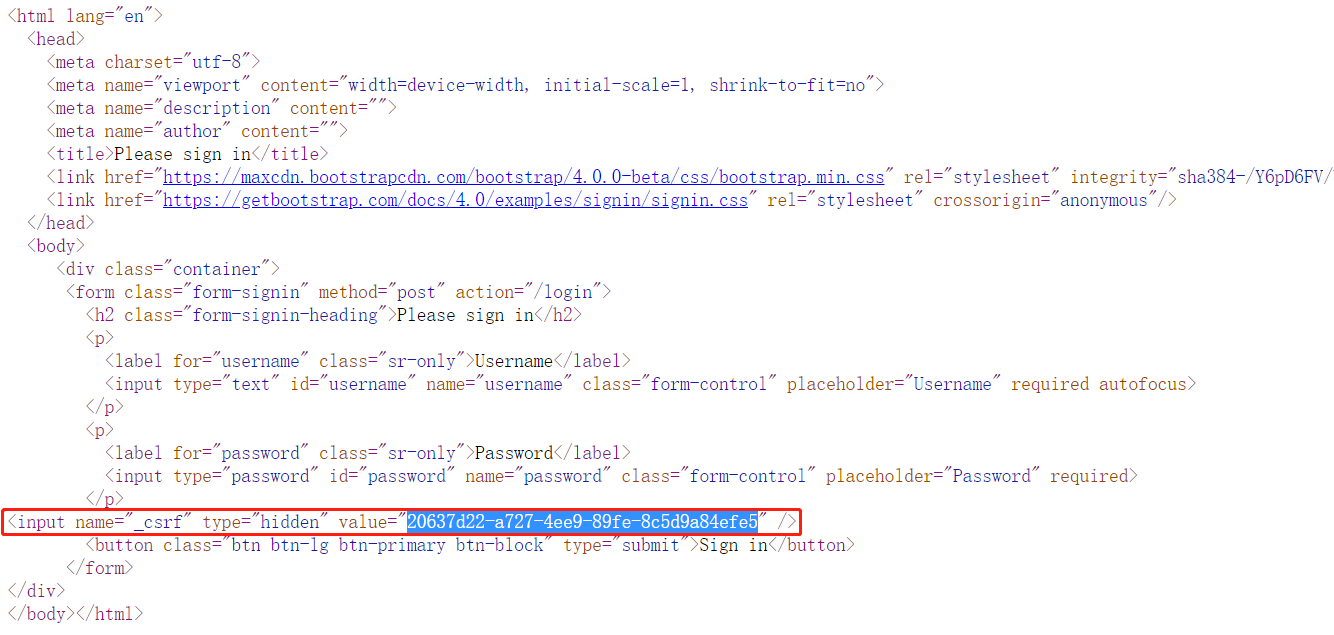 <html lang="en">
<head>
<meta charset="utf-8">
<meta name="viewport" content="width=device-width, initial-scale=1, shrink-to-fit=no">
<meta name="description" content="">
<meta name="author" content="">
<title>Please sign in</title>
<link href="https://maxcdn.bootstrapcdn.com/bootstrap/4.0.0-beta/css/bootstrap.min.css" rel="stylesheet" integrity="sha384-/Y6pD6FV/
<link href="https://getbootstrap.com/docs/4.0/examples/signin/signin.css" rel="stylesheet" crossorigin="anonymous"/>
</head>
<body>
<div class="container">
<form class="form-signin" method="post" action="/login">
<h2 class="form-signin-heading">Please sign in</h2>
<p>
<label for="username" class="sr-only">Username</label>
<input type="text" id="username" name="username" class="form-control" placeholder="Username" required autofocus>
</p>
<p>
<label for="password" class="sr-only">Password</label>
<input type="password" id="password" name="password" class="form-control" placeholder="Password" required>
</p>
<input name="_csrf" type="hidden" value="20637d22-a727-4ee9-89fe-8c5d9a84efe5" />
<button class="btn btn-lg btn-primary btn-block" type="submit">Sign in</button>
</form>
</div>
</body></html>